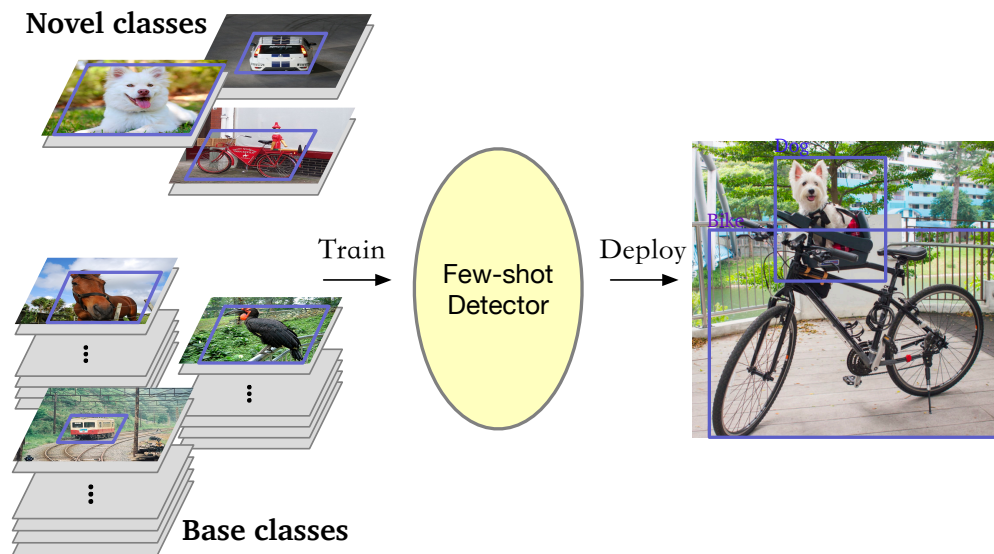 Novel classes
Train
Few-shot
Detector
Deploy
Dog
Bike
Base classes